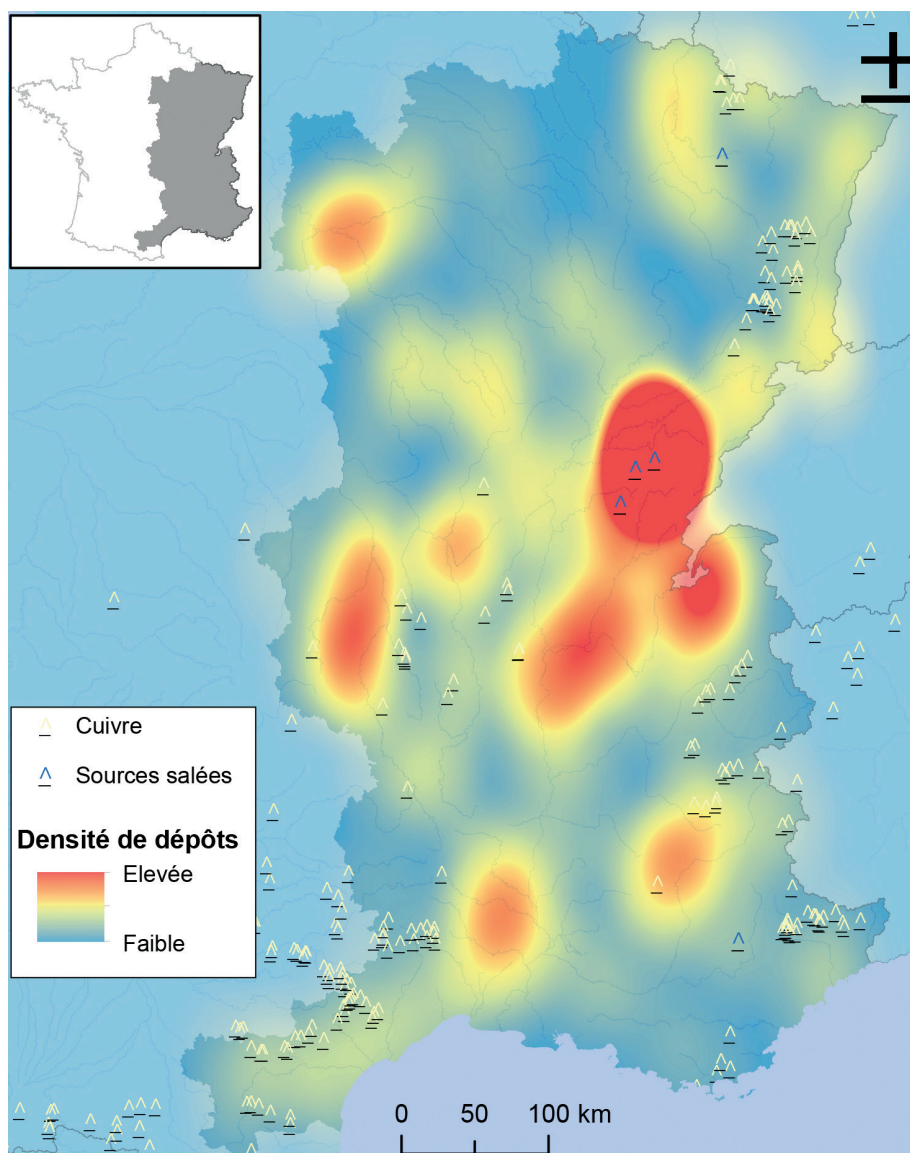 Cuivre
Sources salées
Densité de dépôts
Elevée
Faible
0 50 100 km